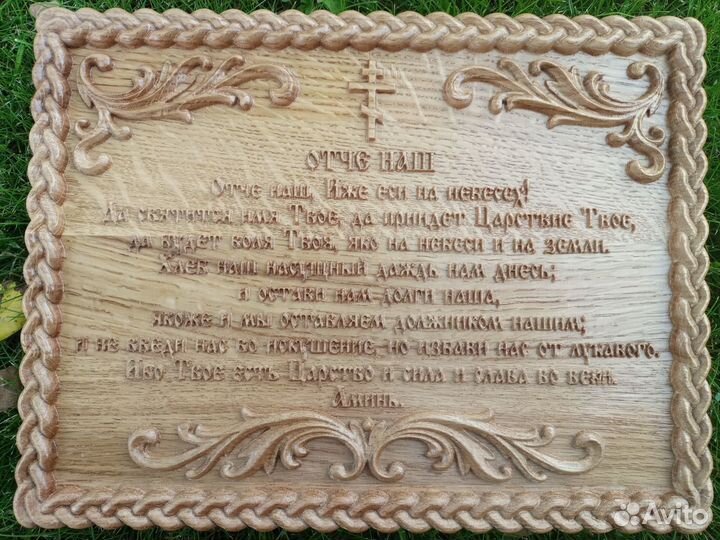 ОТЧЕ НАШ
Отче наш, Иже еси на небесех!
Да святится имя Твое, да приидет Царствие Твое,
да будет воля Твоя, яко на небеси и на земли.
Хлеб наш насущный даждь нам днесь;
и остави нам долги наша,
якоже и мы оставляем должником нашим;
и не введи нас во искушение, но избави нас от лукаваго.
Яко Твое есть Царство и сила и слава во веки.
Аминь.
Avito